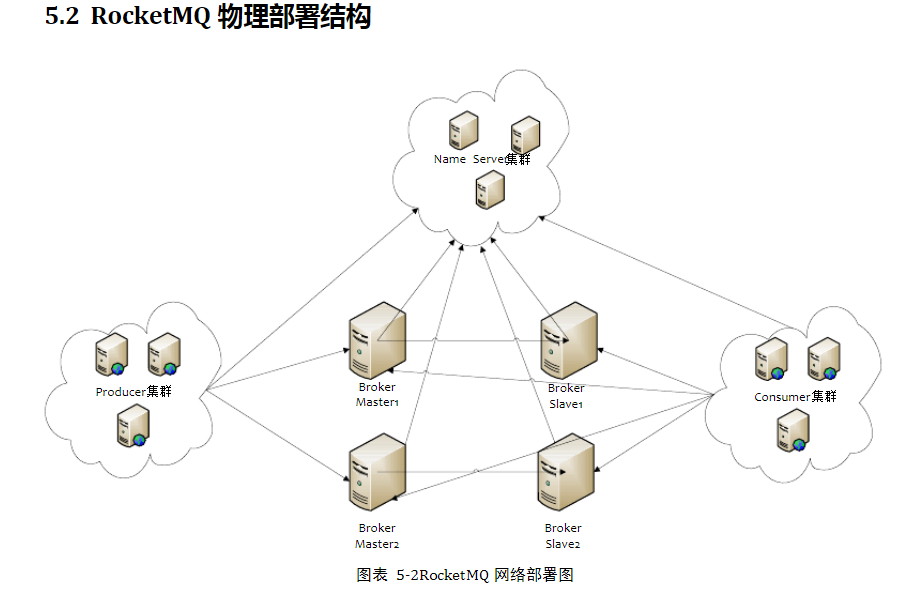 5.2 RocketMQ 物理部署结构
Name Server集群
Producer集群
Broker
Master1
Broker
Slave1
Consumer集群
Broker
Master2
Broker
Slave2
图表 5-2RocketMQ 网络部署图